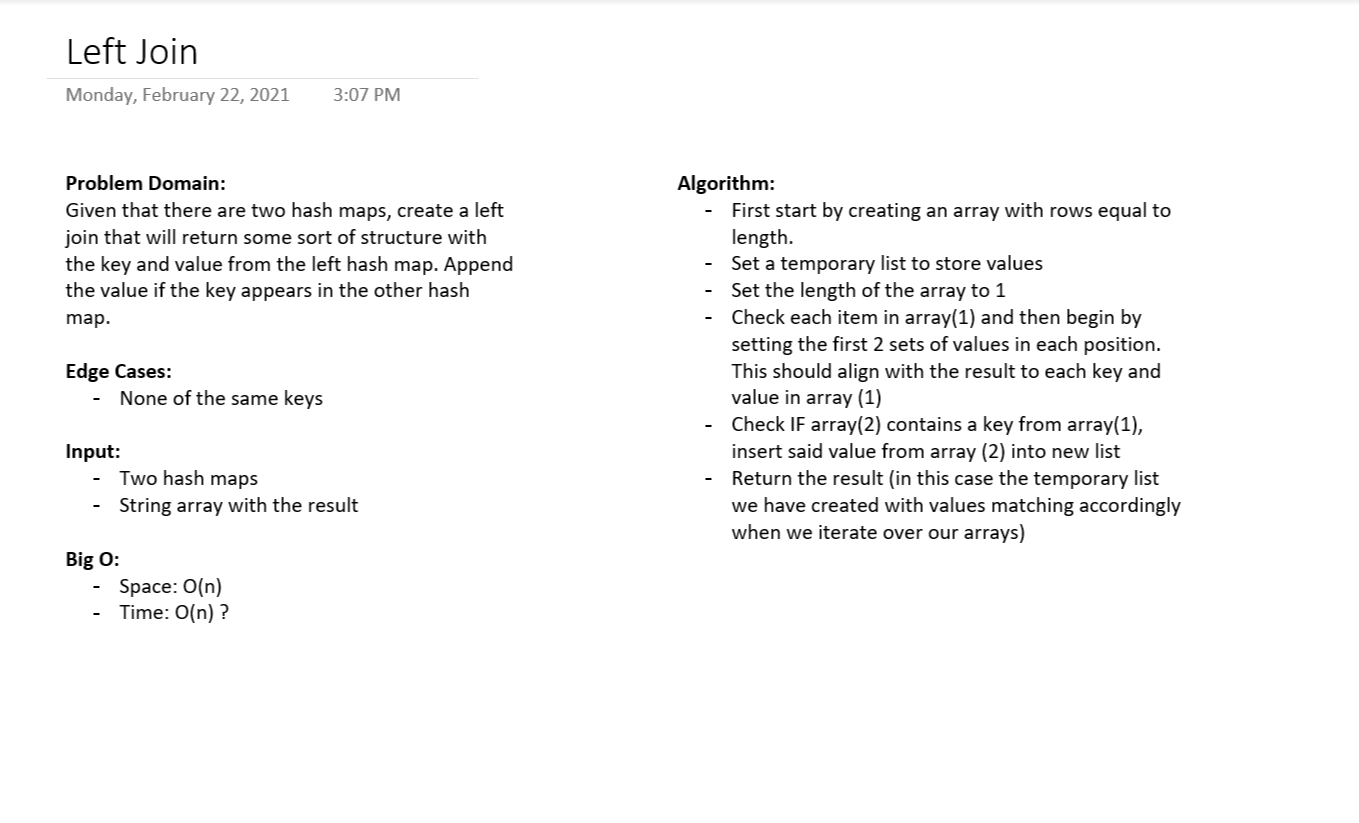 Left Join
Monday, February 22, 2021 3:07 PM
Problem Domain:
Given that there are two hash maps, create a left
join that will return some sort of structure with
the key and value from the left hash map. Append
the value if the key appears in the other hash
map.
Edge Cases:
- None of the same keys
Input:
- Two hash maps
- String array with the result
Big O:
- Space: O(n)
- Time: O(n) ?
Algorithm:
- First start by creating an array with rows equal to
length.
- Set a temporary list to store values
- Set the length of the array to 1
- Check each item in array(1) and then begin by
setting the first 2 sets of values in each position.
This should align with the result to each key and
value in array (1)
- Check IF array(2) contains a key from array(1),
insert said value from array (2) into new list
- Return the result (in this case the temporary list
we have created with values matching accordingly
when we iterate over our arrays)